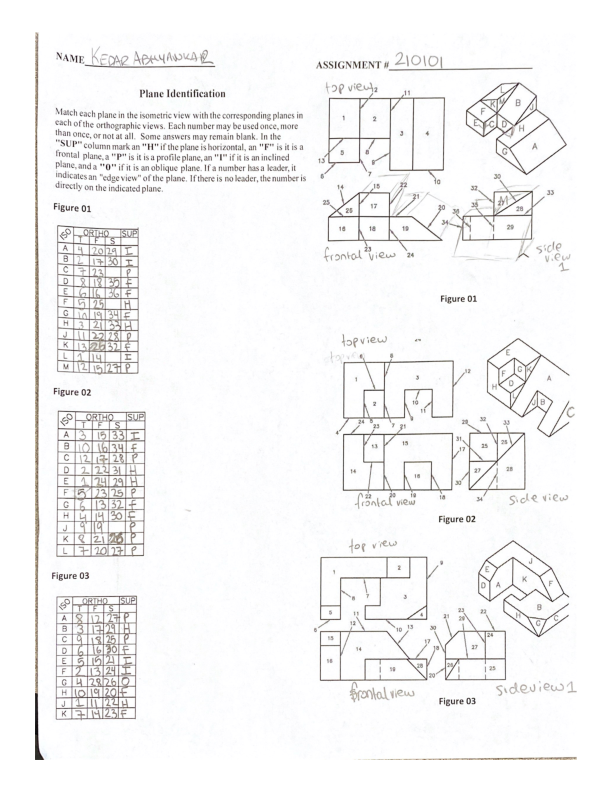 NAME KEDAR ABHYANKAR
ASSIGNMENT # 210101
Plane Identification
Match each plane in the isometric view with the corresponding planes in
each of the orthographic views. Each number may be used once, more
than once, or not at all. Some answers may remain blank. In the
"SUP" column mark an "H" if the plane is horizontal, an "F" is it is a
frontal plane, a "P" is it is a profile plane, an "I" if it is an inclined
plane, and a "0" if it is an oblique plane. If a number has a leader, it
indicates an "edge view" of the plane. If there is no leader, the number is
directly on the indicated plane.
Figure 01
ISO ORTHO SUP
T F S
A 4 20 29 I
B 2 17 30 I
C 7 23 P
D 8 18 35 F
E 6 16 36 F
F 5 25 H
G 10 19 34 F
H 3 21 33 H
J 11 22 28 P
K 13 26 32 F
L 1 14 I
M 12 15 27 P
top view
12 11
1 2 3 4
5 8
13 6 7 9 10
14 15 22
25 26 17 21 20
16 18 19
23 24
frontal view
30
32 33
35 27 28
36 34
29
M
side
view
1
L
K M B J
F E C D H
G A
Figure 01
Figure 02
ISO ORTHO SUP
T F S
A 3 15 33 I
B 10 16 34 F
C 12 17 28 P
D 2 22 31 H
E 1 24 29 H
F 5 23 25 P
G 6 13 32 F
H 4 14 30 F
J 9 19 P
K 8 21 26 P
L 7 20 27 P
top view
6 8
1 3 12
2 10 11
4 24 5 7 9
23 21
13 15 17
14 16
22 20 19 18
frontal view
29 32 33
31 25 26
27 28
30 34
Side view
E
F G K A
H D
L J B
C
Figure 02
Figure 03
ISO ORTHO SUP
T F S
A 8 12 27 P
B 3 17 29 H
C 9 18 25 P
D 6 16 30 F
E 5 15 21 I
F 2 13 24 I
G 4 28 26 O
H 10 19 20 F
J 1 11 22 H
K 7 14 23 F
top view
1 2 9
8 7 3
5 4
6 12 11 10 13
15 17
16 14 18
19 28
frontal view
21 22
23
29 24
30 27
26 25
20
sideview 1
E J
D A K F
B
H G C
Figure 03